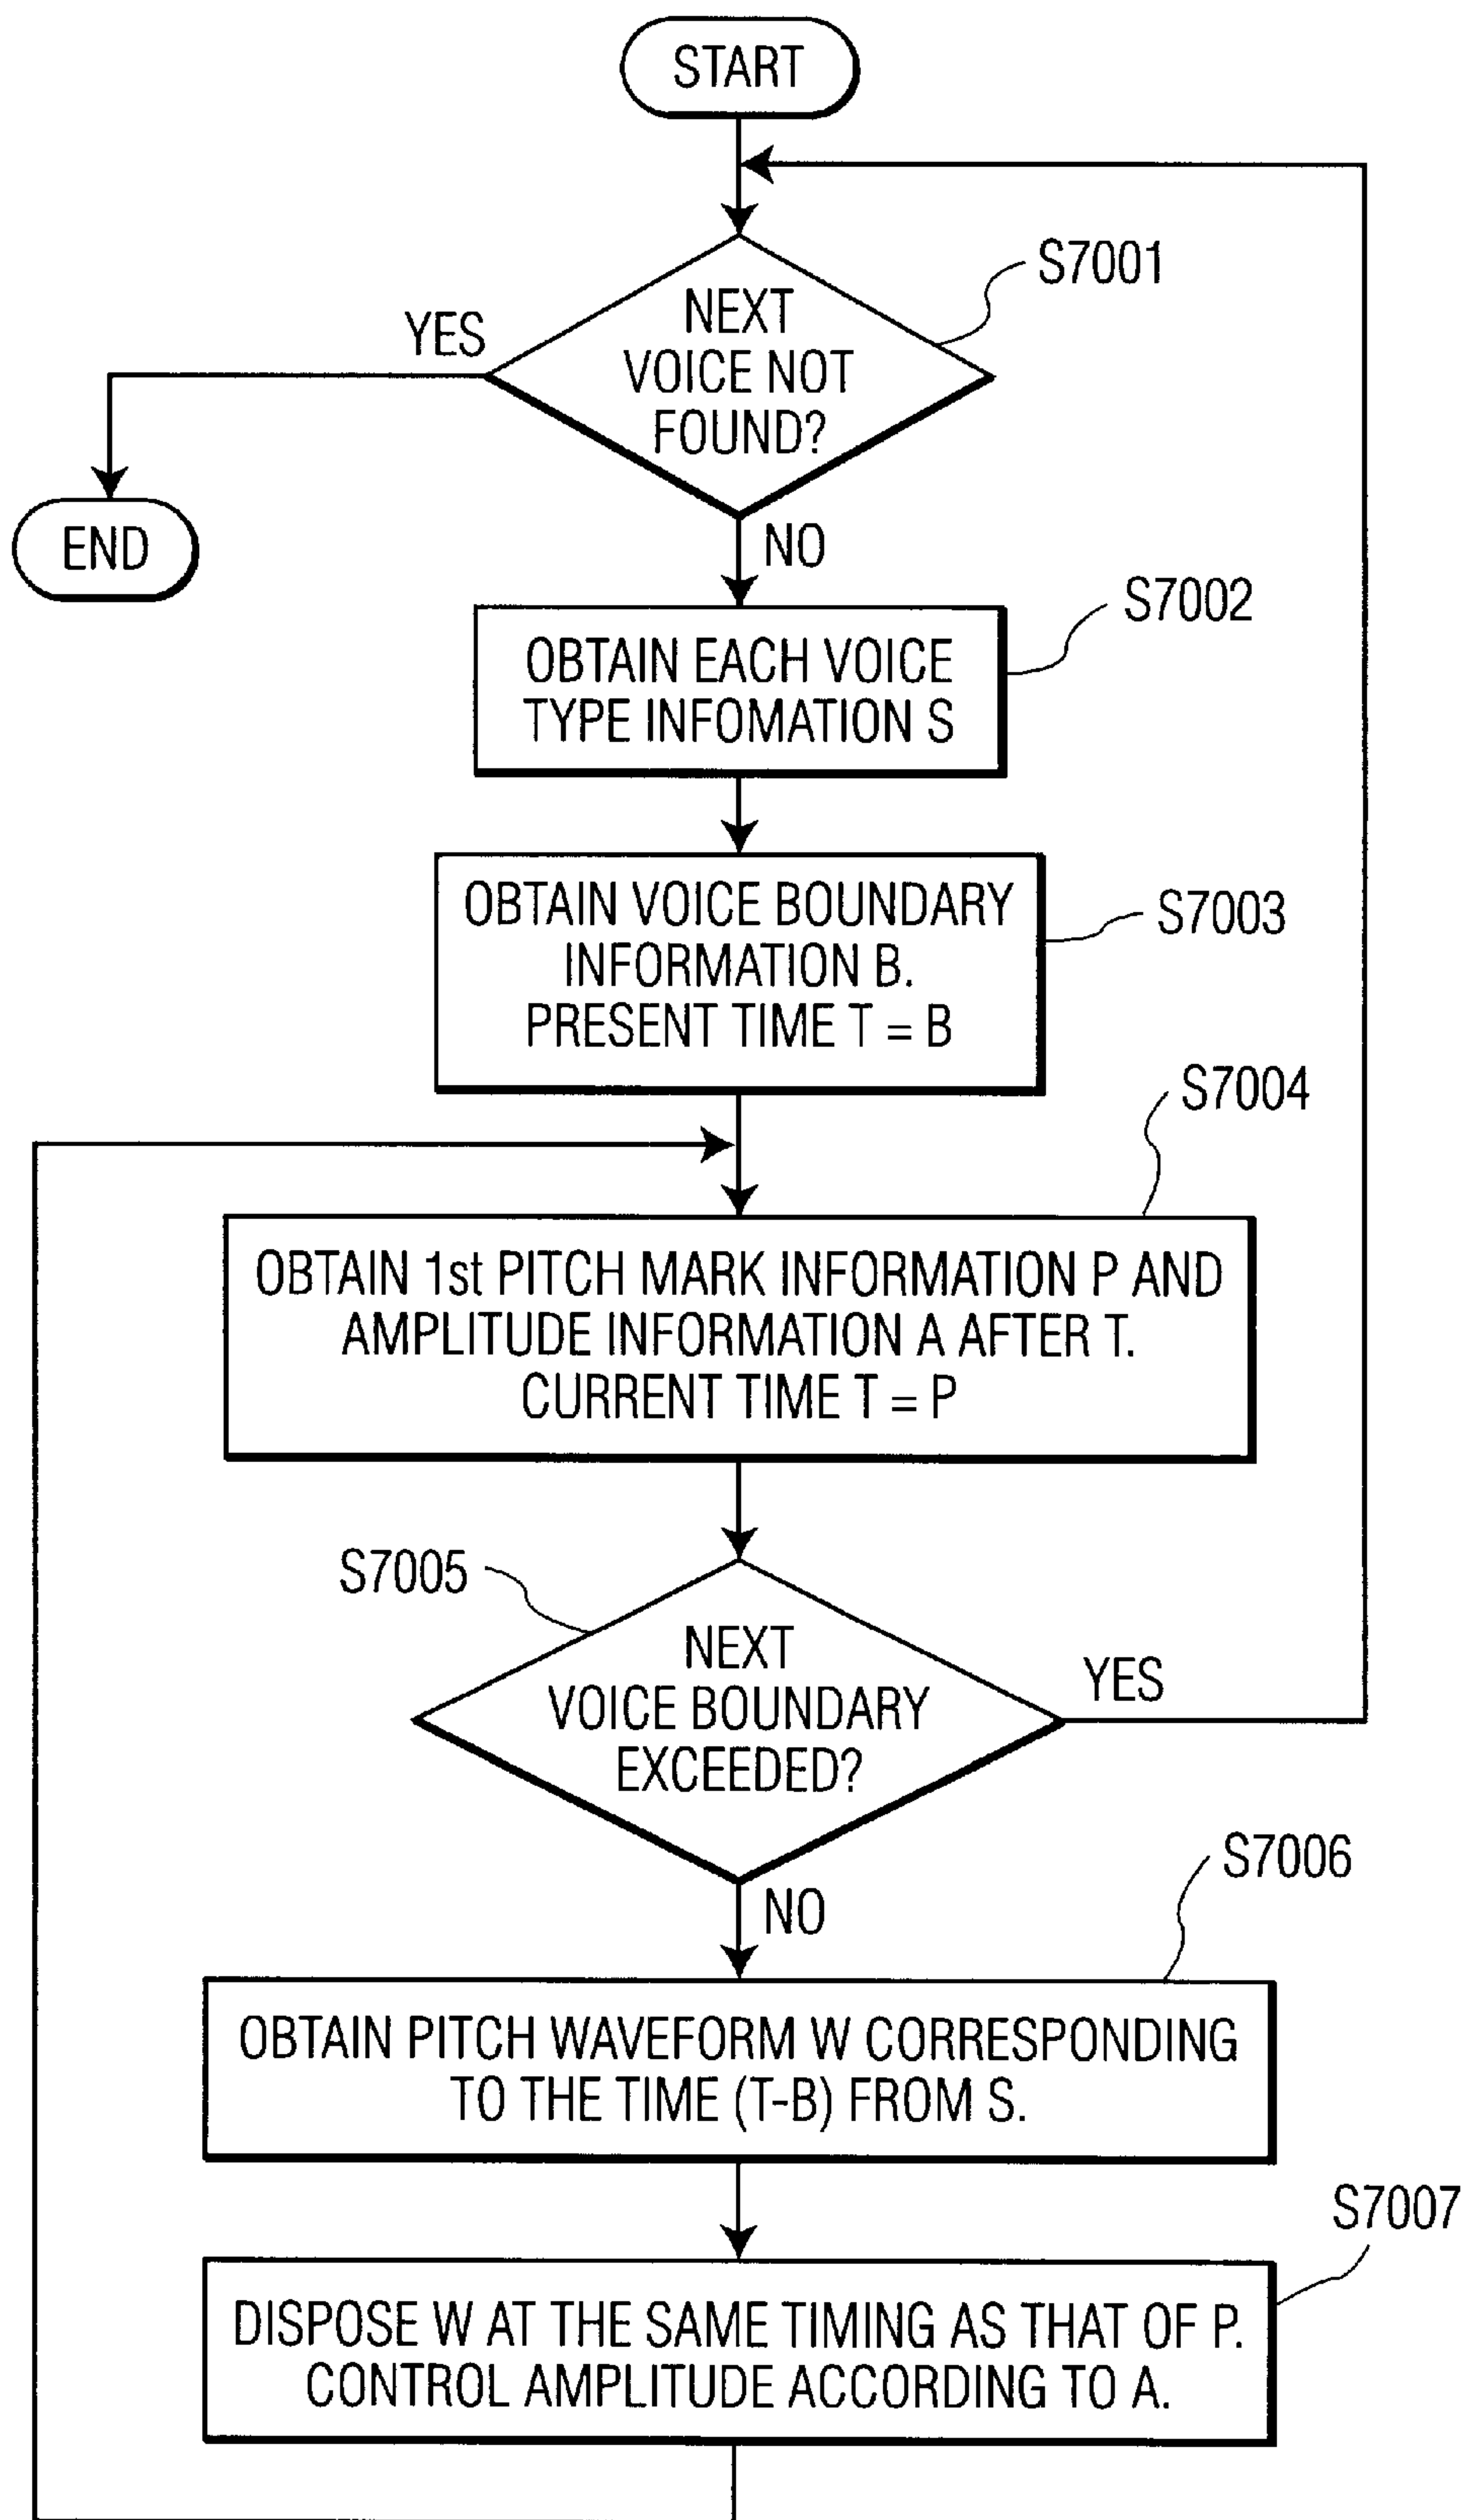 START
S7001
NEXT
VOICE NOT
FOUND?
YES
END
NO
S7002
OBTAIN EACH VOICE
TYPE INFOMATION S
S7003
OBTAIN VOICE BOUNDARY
INFORMATION B.
PRESENT TIME T = B
S7004
OBTAIN 1st PITCH MARK INFORMATION P AND
AMPLITUDE INFORMATION A AFTER T.
CURRENT TIME T = P
S7005
NEXT
VOICE BOUNDARY
EXCEEDED?
YES
NO
S7006
OBTAIN PITCH WAVEFORM W CORRESPONDING
TO THE TIME (T-B) FROM S.
S7007
DISPOSE W AT THE SAME TIMING AS THAT OF P.
CONTROL AMPLITUDE ACCORDING TO A.